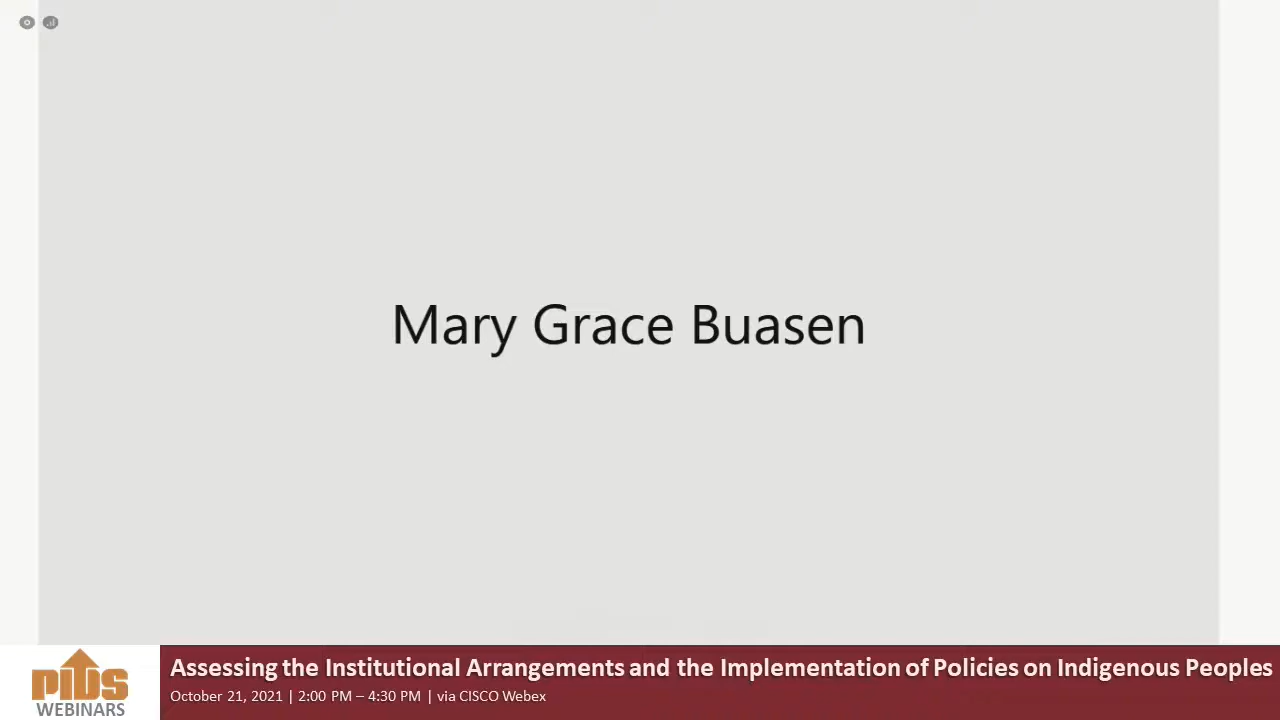 Mary Grace Buasen
Assessing the Institutional Arrangements and the Implementation of Policies on Indigenous Peoples
October 21, 2021 | 2:00 PM – 4:30 PM | via CISCO Webex
pids
WEBINARS